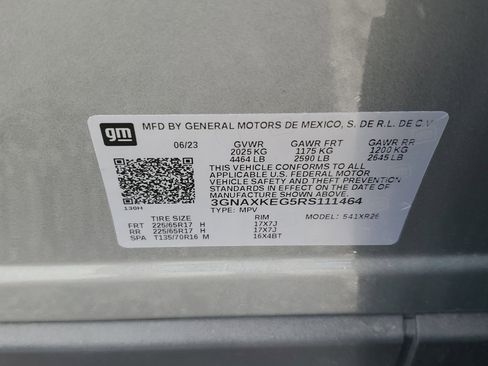 gm MFD BY GENERAL MOTORS DE MEXICO, S. DE R.L. DE C.V
06/23 GVWR GAWR FRT GAWR RR
2025 KG 1175 KG 1200 KG
4464 LB 2590 LB 2645 LB
THIS VEHICLE CONFORMS TO ALL
APPLICABLE U.S. FEDERAL MOTOR
VEHICLE SAFETY AND THEFT
PREVENTION STANDARDS IN
EFFECT ON THE DATE OF
MANUFACTURE SHOWN ABOVE.
3GNAXKEG5RS111464
TYPE: MPV
TIRE SIZE RIM MODEL: 541XR26
FRT 225/65R17 H 17X7J
RR 225/65R17 H 17X7J
SPA T135/70R16 M 16X4BT